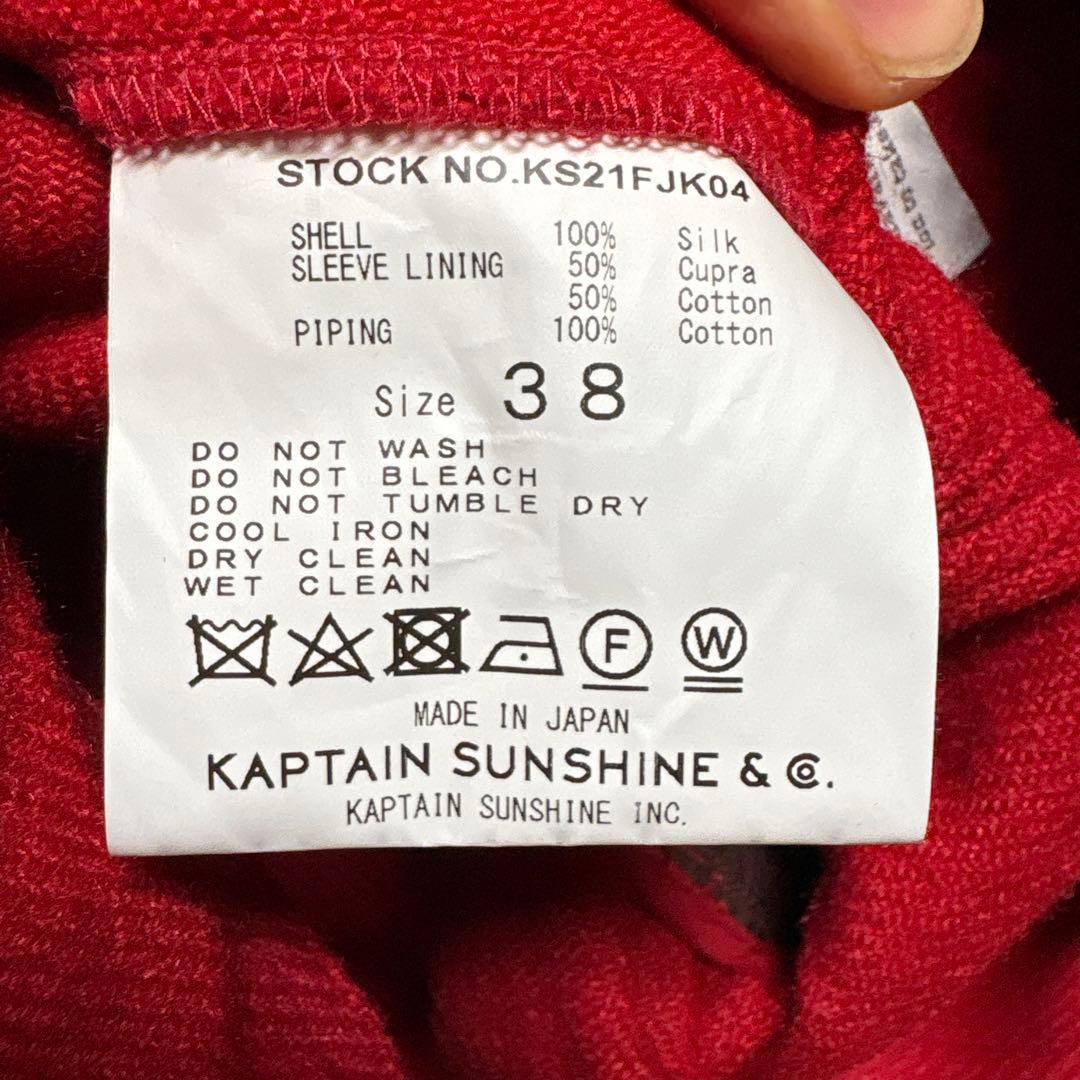 STOCK NO.KS21FJK04
SHELL 100% Silk
SLEEVE LINING 50% Cupra
50% Cotton
PIPING 100% Cotton
Size 38
DO NOT WASH
DO NOT BLEACH
DO NOT TUMBLE DRY
COOL IRON
DRY CLEAN
WET CLEAN
F W
MADE IN JAPAN
KAPTAIN SUNSHINE & Co.
KAPTAIN SUNSHINE INC.